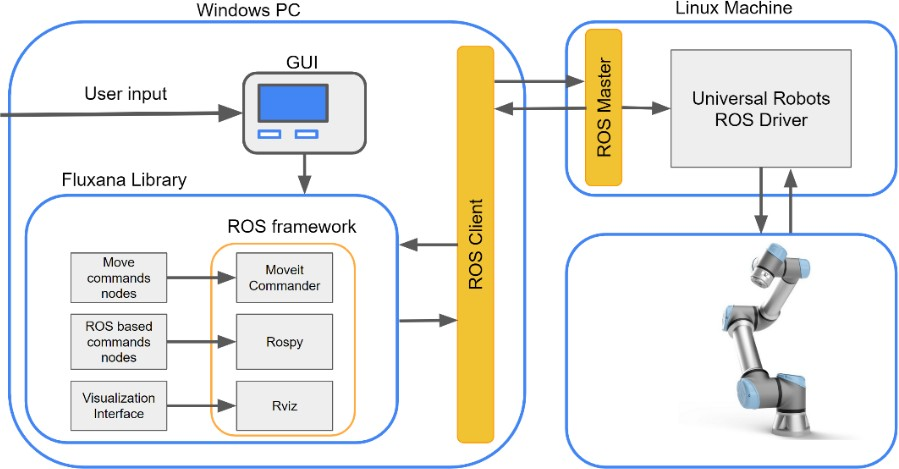 Windows PC
Linux Machine
GUI
User input
ROS Master
Universal Robots
ROS Driver
Fluxana Library
ROS framework
ROS Client
Move
commands
nodes
Moveit
Commander
ROS based
commands
nodes
Rospy
Visualization
Interface
Rviz